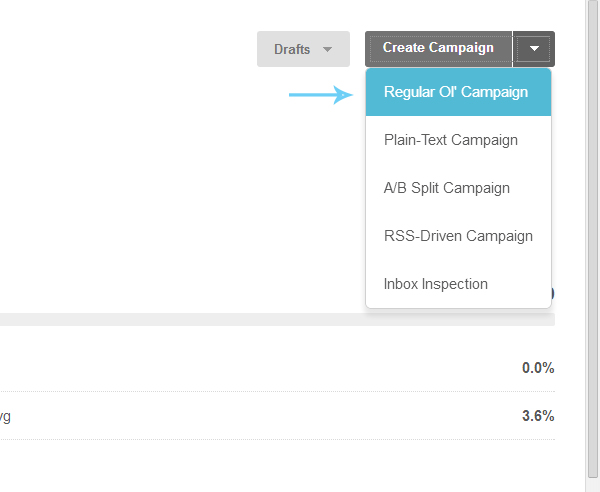 Drafts
Create Campaign
Regular Ol' Campaign
Plain-Text Campaign
A/B Split Campaign
RSS-Driven Campaign
Inbox Inspection
0.0%
3.6%